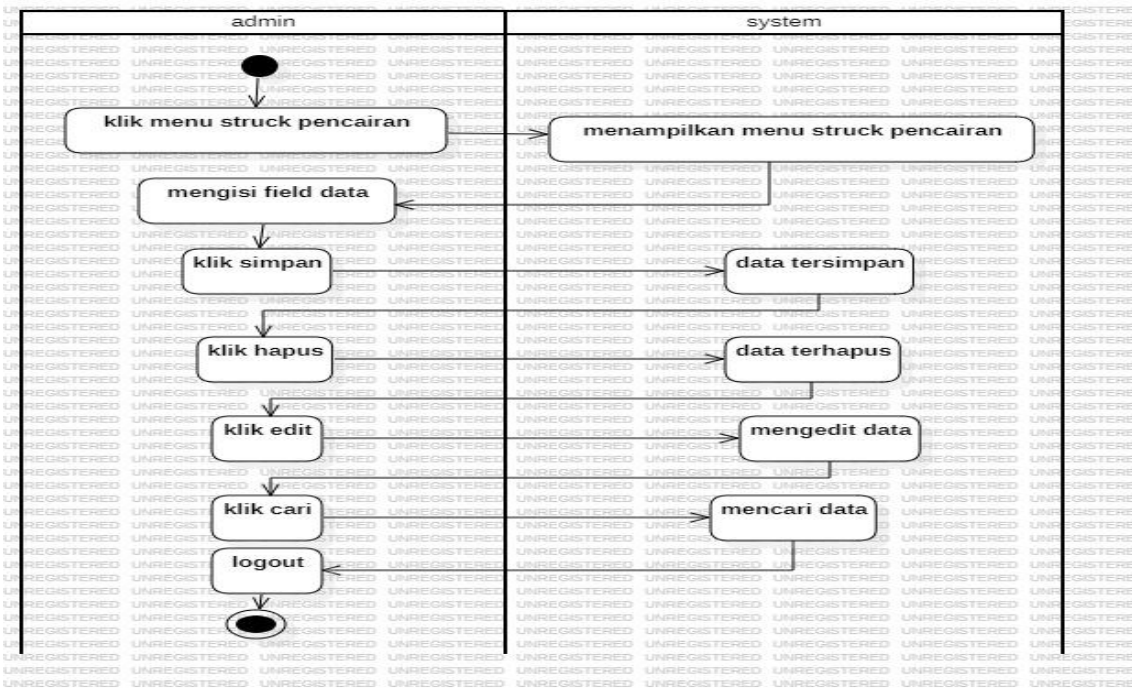 admin
system
klik menu struck pencairan
menampilkan menu struck pencairan
mengisi field data
klik simpan
data tersimpan
klik hapus
data terhapus
klik edit
mengedit data
klik cari
mencari data
logout
UNREGISTERED